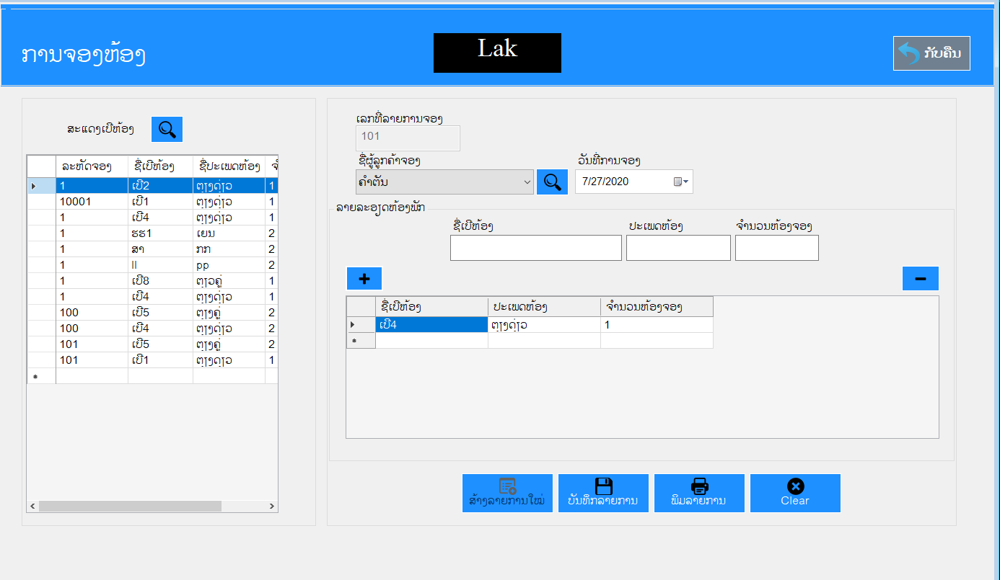 ການຈອງຫ້ອງ
Lak
ກັບຄືນ
ສະແດງເບີຫ້ອງ
ລະຫັດຈອງ ຊື່ເບີຫ້ອງ ຊື່ປະເພດຫ້ອງ
1 ເບີ2 ຕຽງດ່ຽວ 1
10001 ເບີ1 ຕຽງດ່ຽວ 1
1 ເບີ4 ຕຽງດ່ຽວ 1
1 ຮຣ1 ເຍນ 2
1 ສາ ກກ 2
1 ll pp 2
1 ເບີ8 ຕຽວຄູ່ 1
1 ເບີ4 ຕຽງດ່ຽວ 1
100 ເບີ5 ຕຽງຄູ່ 2
100 ເບີ4 ຕຽງດ່ຽວ 2
101 ເບີ5 ຕຽງຄູ່ 2
101 ເບີ1 ຕຽງດ່ຽວ 1
ເລກທີ່ລາຍການຈອງ
101
ຊື່ຜູ້ລູກຄ້າຈອງ ວັນທີ່ການຈອງ
ຄຳຕັນ 7/27/2020
ລາຍລະອຽດຫ້ອງພັກ
ຊື່ເບີຫ້ອງ ປະເພດຫ້ອງ ຈຳນວນຫ້ອງຈອງ
ຊື່ເບີຫ້ອງ ປະເພດຫ້ອງ ຈຳນວນຫ້ອງຈອງ
ເບີ4 ຕຽງດ່ຽວ 1
ສ້າງລາຍການໃໝ່ ບັນທຶກລາຍການ ພິມລາຍການ Clear